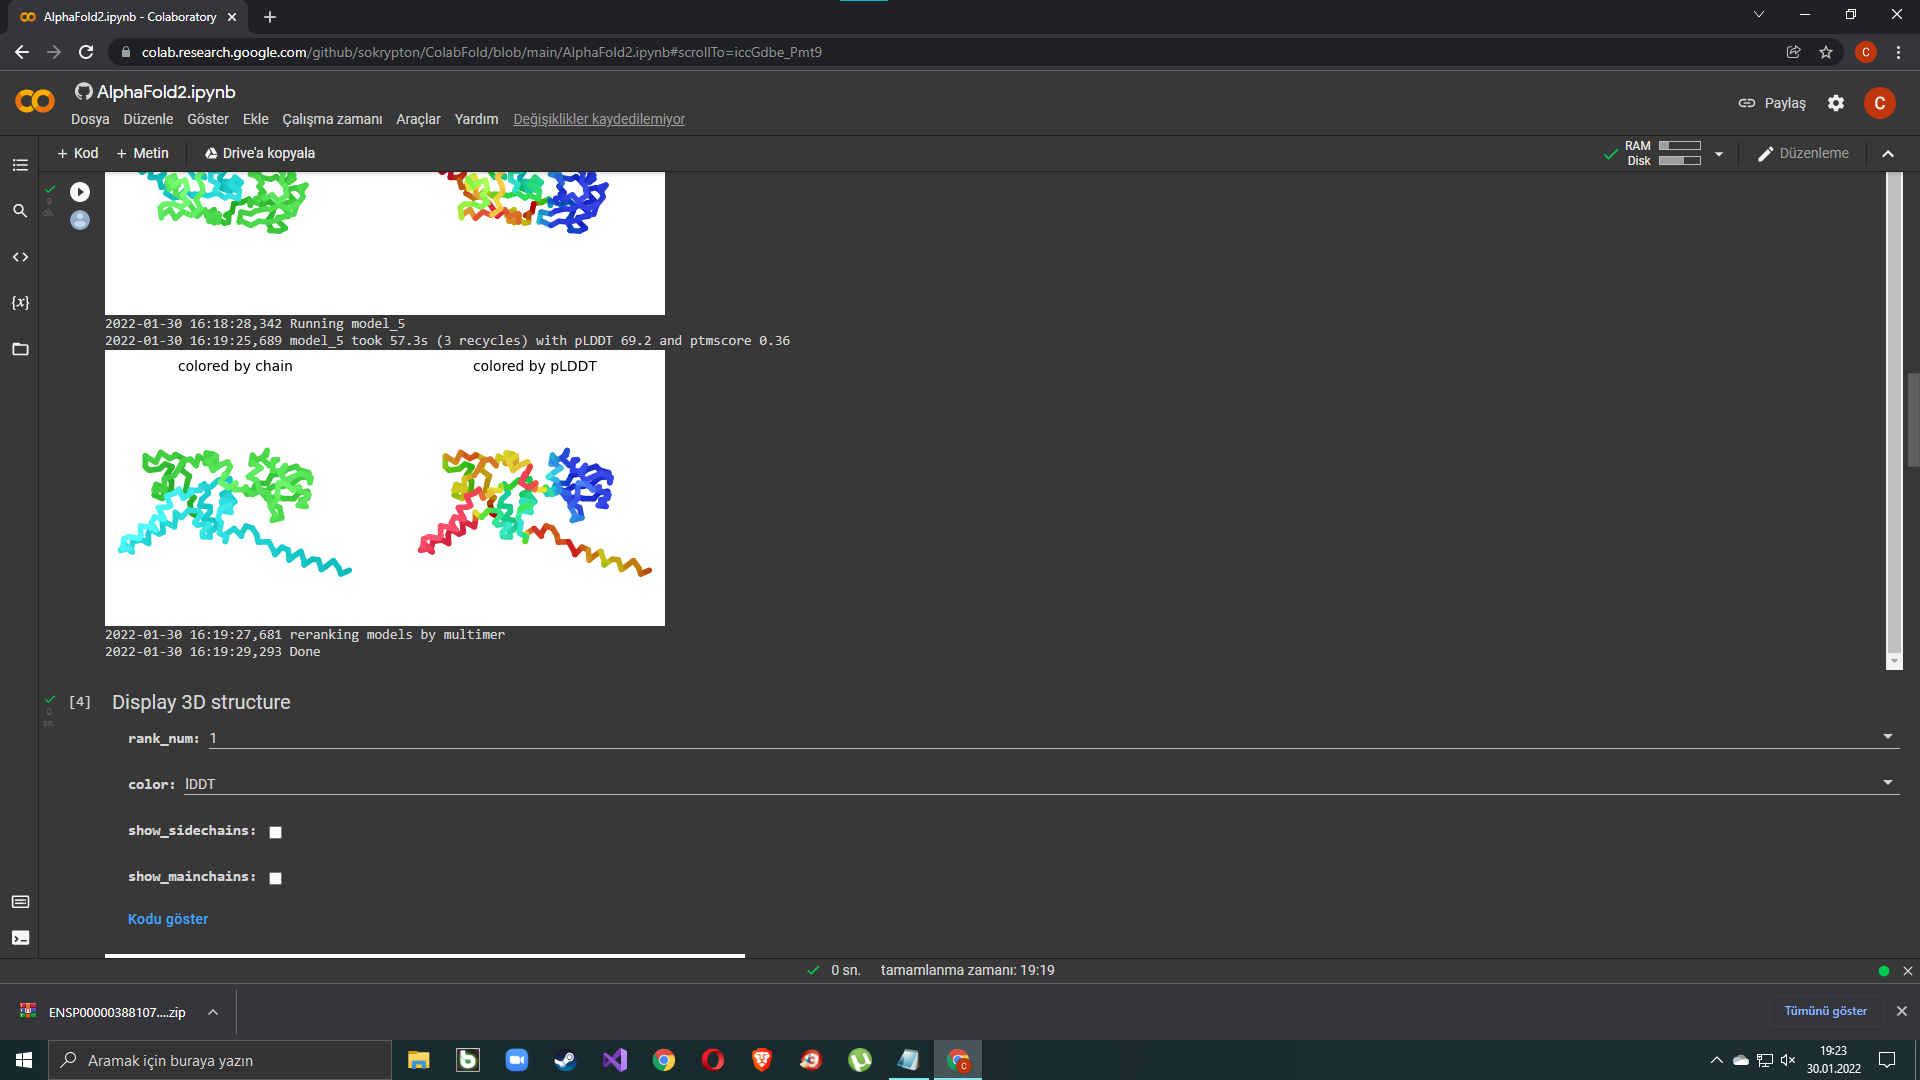 AlphaFold2.ipynb - Colaboratory
colab.research.google.com/github/sokrypton/ColabFold/blob/main/AlphaFold2.ipynb#scrollTo=iccGdbe_Pmt9
C
AlphaFold2.ipynb
Paylaş
C
Dosya Düzenle Göster Ekle Çalışma zamanı Araçlar Yardım Değişiklikler kaydedilemiyor
+ Kod + Metin Drive'a kopyala
RAM
Disk
Düzenleme
9
dk.
2022-01-30 16:18:28,342 Running model_5
2022-01-30 16:19:25,689 model_5 took 57.3s (3 recycles) with pLDDT 69.2 and ptmscore 0.36
colored by chain colored by pLDDT
2022-01-30 16:19:27,681 reranking models by multimer
2022-01-30 16:19:29,293 Done
[4] Display 3D structure
0
sn.
rank_num: 1
color: lDDT
show_sidechains:
show_mainchains:
Kodu göster
0 sn. tamamlanma zamanı: 19:19
ENSP00000388107....zip
Tümünü göster
Aramak için buraya yazın
19:23
30.01.2022